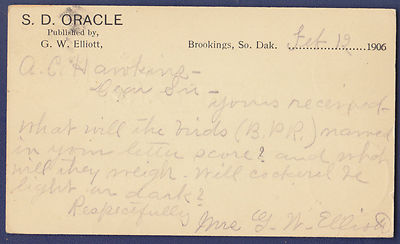 S. D. ORACLE
Published by,
G. W. Elliott,
Brookings, So. Dak. Feb 19 1906
A. C. Hawkins -
Dear Sir - yours received -
What will the birds (B.P.R.) named
in your letter score? and what
will they weigh. Will cockerel be
light or dark?
Respectfully
Mrs G. W. Elliott